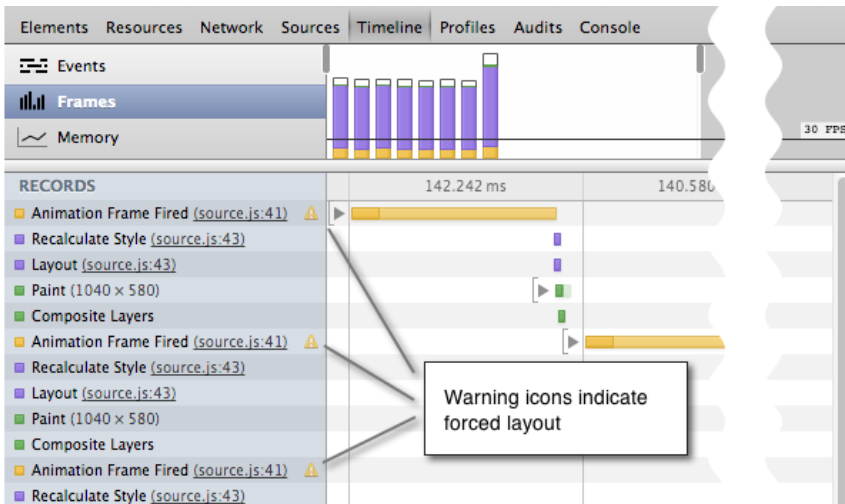 Elements Resources Network Sources Timeline Profiles Audits Console
Events
Frames
Memory
30 FPS
RECORDS
142.242 ms
140.580
Animation Frame Fired (source.js:41)
Recalculate Style (source.js:43)
Layout (source.js:43)
Paint (1040 × 580)
Composite Layers
Animation Frame Fired (source.js:41)
Recalculate Style (source.js:43)
Layout (source.js:43)
Paint (1040 × 580)
Composite Layers
Animation Frame Fired (source.js:41)
Recalculate Style (source.js:43)
Warning icons indicate
forced layout